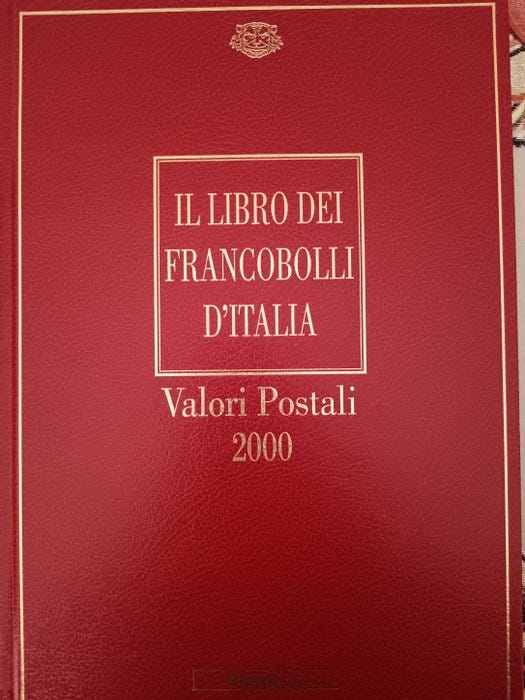 IL LIBRO DEI
FRANCOBOLLI
D'ITALIA
Valori Postali
2000